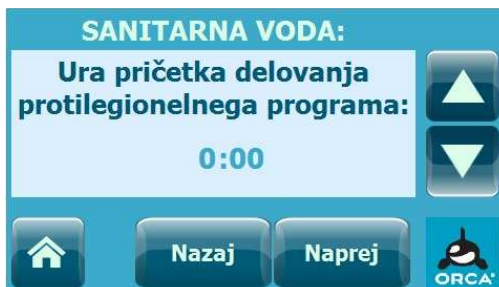 SANITARNA VODA:
Ura pričetka delovanja
protilegionelnega programa:
0:00
Nazaj
Naprej
ORCA